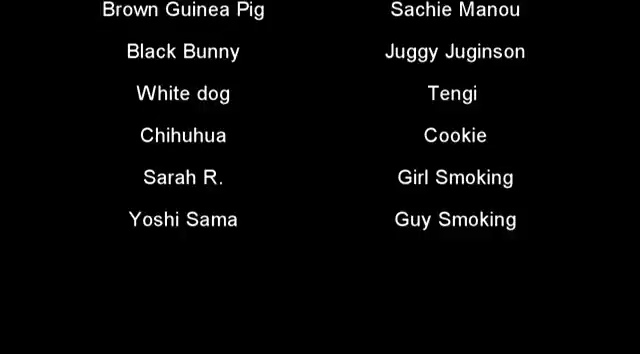 Brown Guinea Pig Sachie Manou
Black Bunny Juggy Juginson
White dog Tengi
Chihuhua Cookie
Sarah R. Girl Smoking
Yoshi Sama Guy Smoking